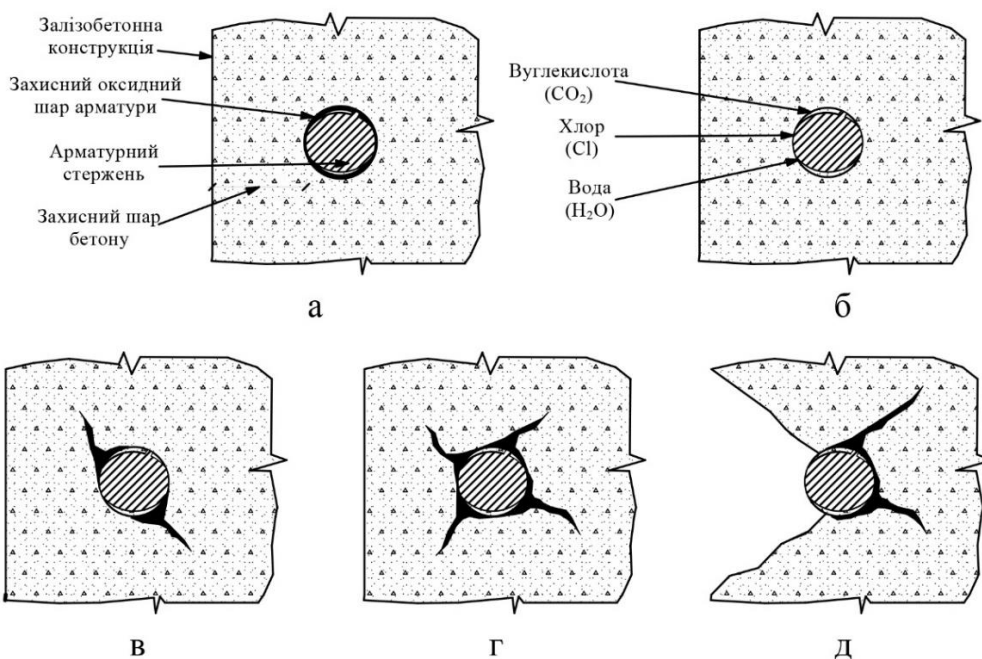 Залізобетонна
конструкція
Захисний оксидний
шар арматури
Арматурний
стержень
Захисний шар
бетону
Вуглекислота
(CO₂)
Хлор
(Cl)
Вода
(H₂O)
а
б
в
г
д